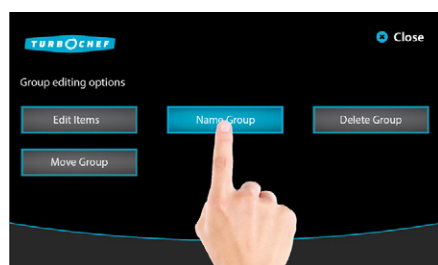 TURBOCHEF
Close
Group editing options
Edit Items
Name Group
Delete Group
Move Group